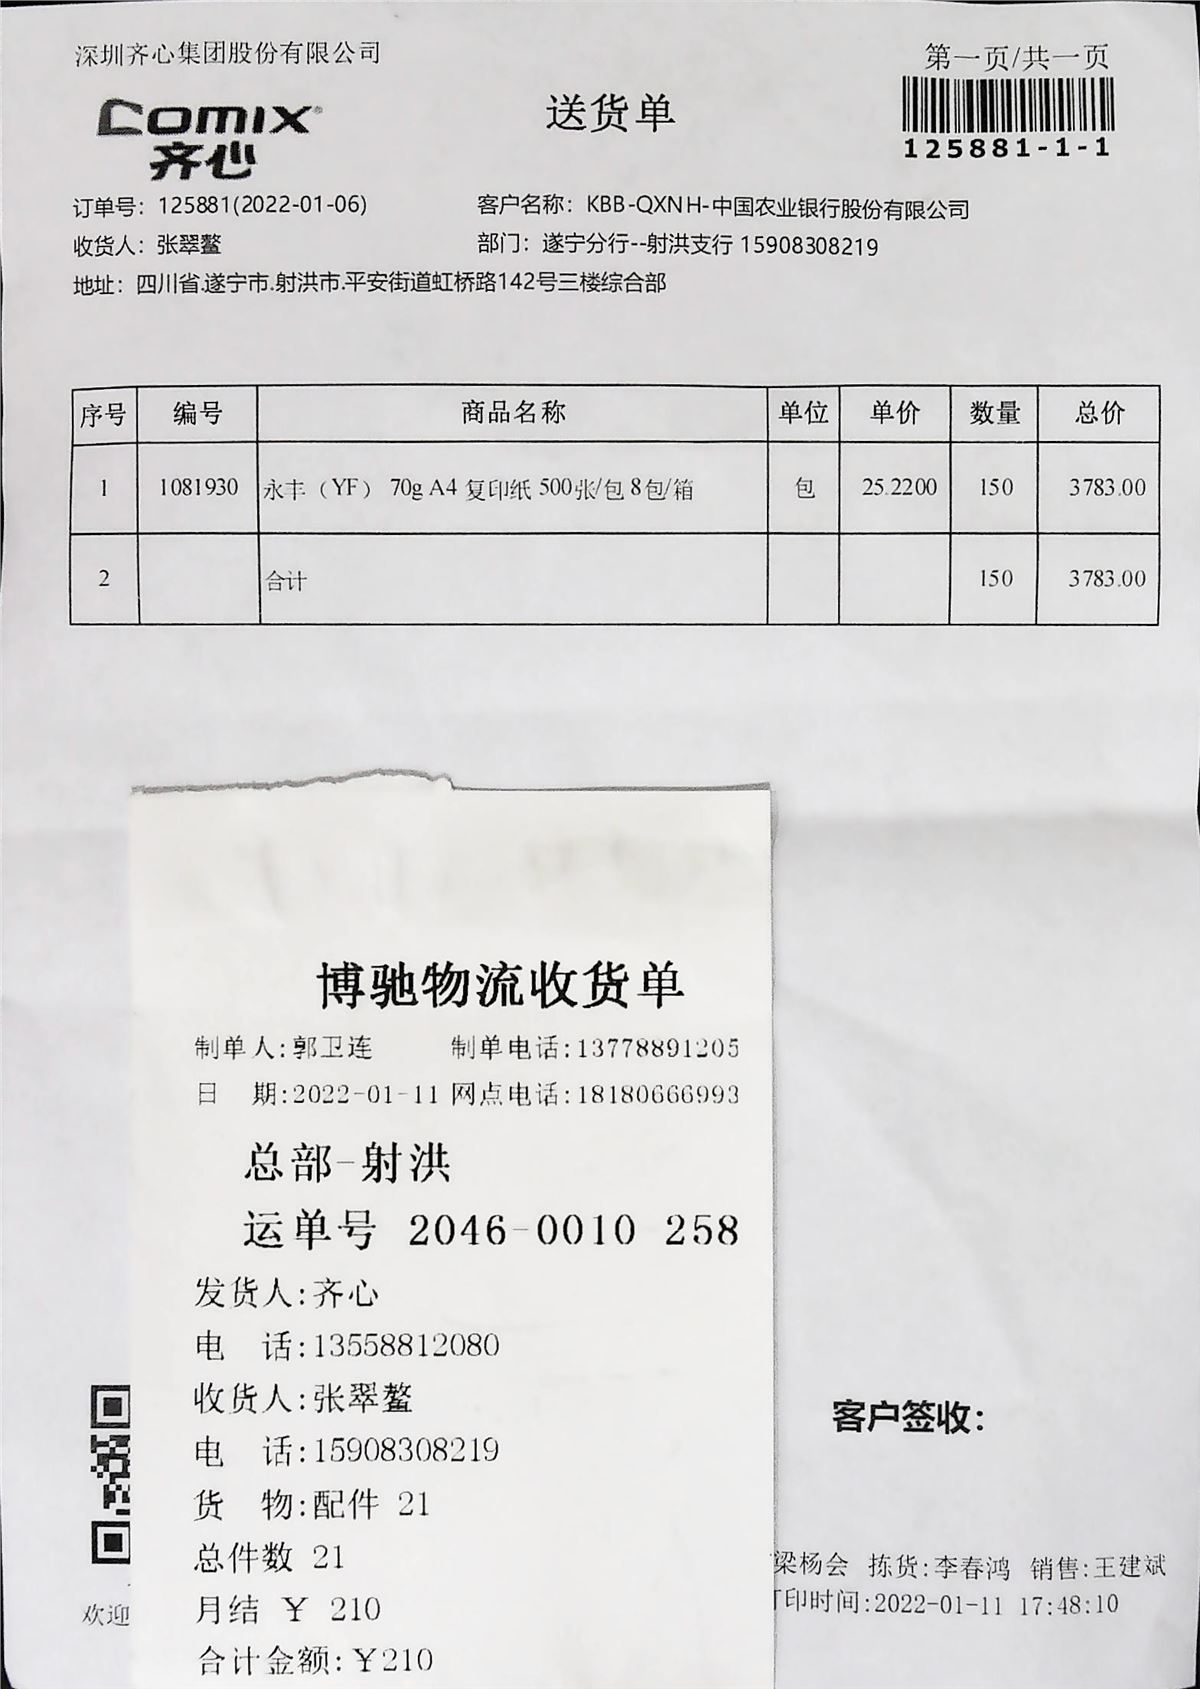 深圳齐心集团股份有限公司
第一页/共一页
COMIX
齐心
送货单
125881-1-1
订单号：125881(2022-01-06)
客户名称：KBB-QXNH-中国农业银行股份有限公司
收货人：张翠鳌
部门：遂宁分行--射洪支行 15908308219
地址：四川省.遂宁市.射洪市.平安街道虹桥路142号三楼综合部
序号 编号 商品名称 单位 单价 数量 总价
1 1081930 永丰（YF） 70g A4 复印纸 500张/包 8包/箱 包 25.2200 150 3783.00
2 合计 150 3783.00
博驰物流收货单
制单人:郭卫连 制单电话:13778891205
日 期:2022-01-11 网点电话:18180666993
总部-射洪
运单号 2046-0010 258
发货人:齐心
电 话:13558812080
收货人:张翠鳌
电 话:15908308219
货 物:配件 21
总件数 21
月结 ￥ 210
合计金额:￥210
客户签收：
梁杨会 拣货:李春鸿 销售:王建斌
印时间:2022-01-11 17:48:10
欢迎